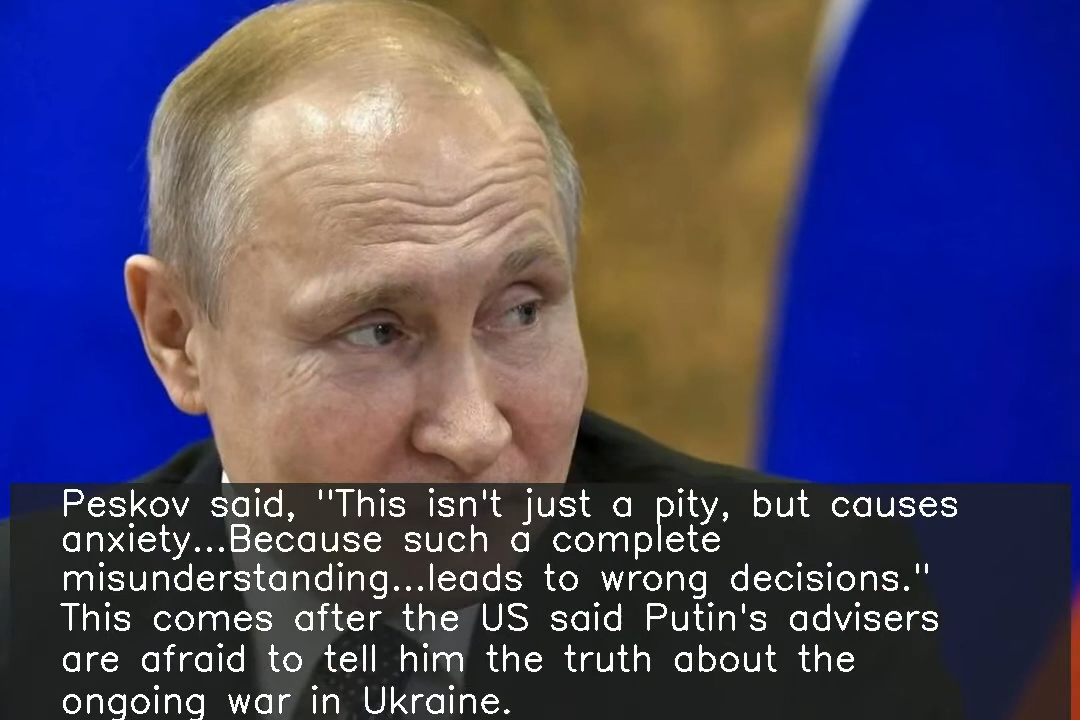 Peskov said, "This isn't just a pity, but causes
anxiety...Because such a complete
misunderstanding...leads to wrong decisions."
This comes after the US said Putin's advisers
are afraid to tell him the truth about the
ongoing war in Ukraine.